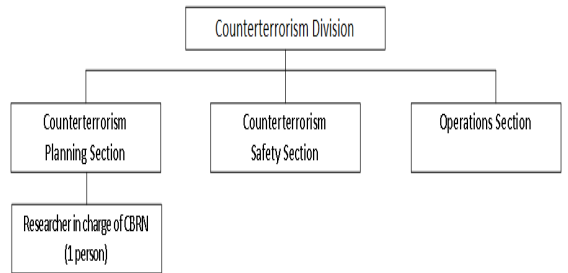 Counterterrorism Division
Counterterrorism
Planning Section
Counterterrorism
Safety Section
Operations Section
Researcher in charge of CBRN
(1 person)